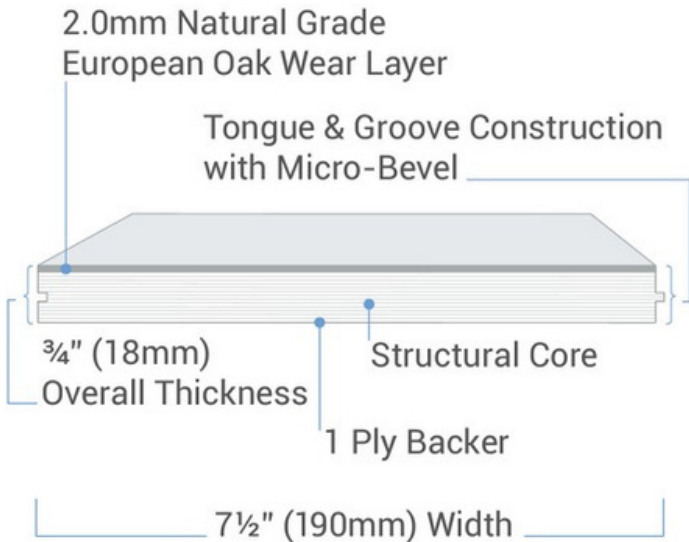 2.0mm Natural Grade
European Oak Wear Layer
Tongue & Groove Construction
with Micro-Bevel
¾" (18mm)
Overall Thickness
Structural Core
1 Ply Backer
7½" (190mm) Width